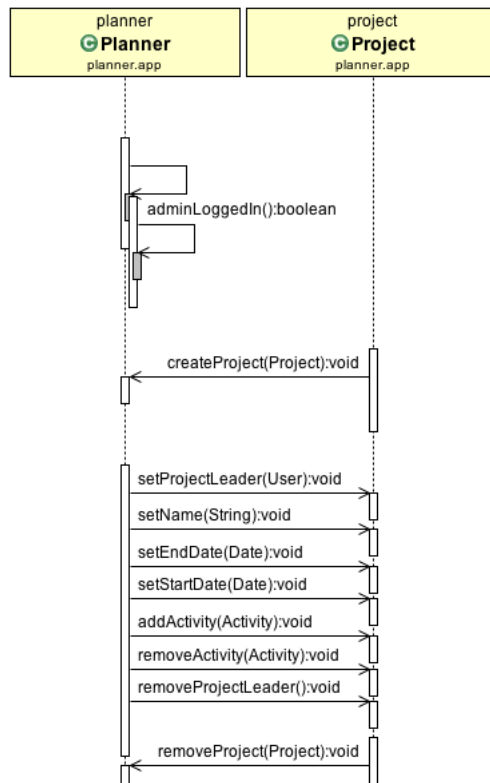 planner
C Planner
planner.app
project
C Project
planner.app
adminLoggedIn():boolean
createProject(Project):void
setProjectLeader(User):void
setName(String):void
setEndDate(Date):void
setStartDate(Date):void
addActivity(Activity):void
removeActivity(Activity):void
removeProjectLeader():void
removeProject(Project):void